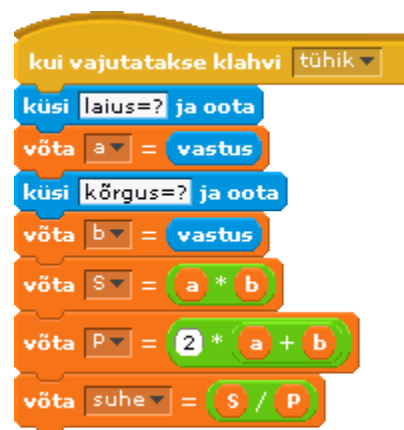 kui vajutatakse klahvi tühik
küsi laius=? ja oota
võta a = vastus
küsi kõrgus=? ja oota
võta b = vastus
võta S = a * b
võta P = 2 * a + b
võta suhe = S / P